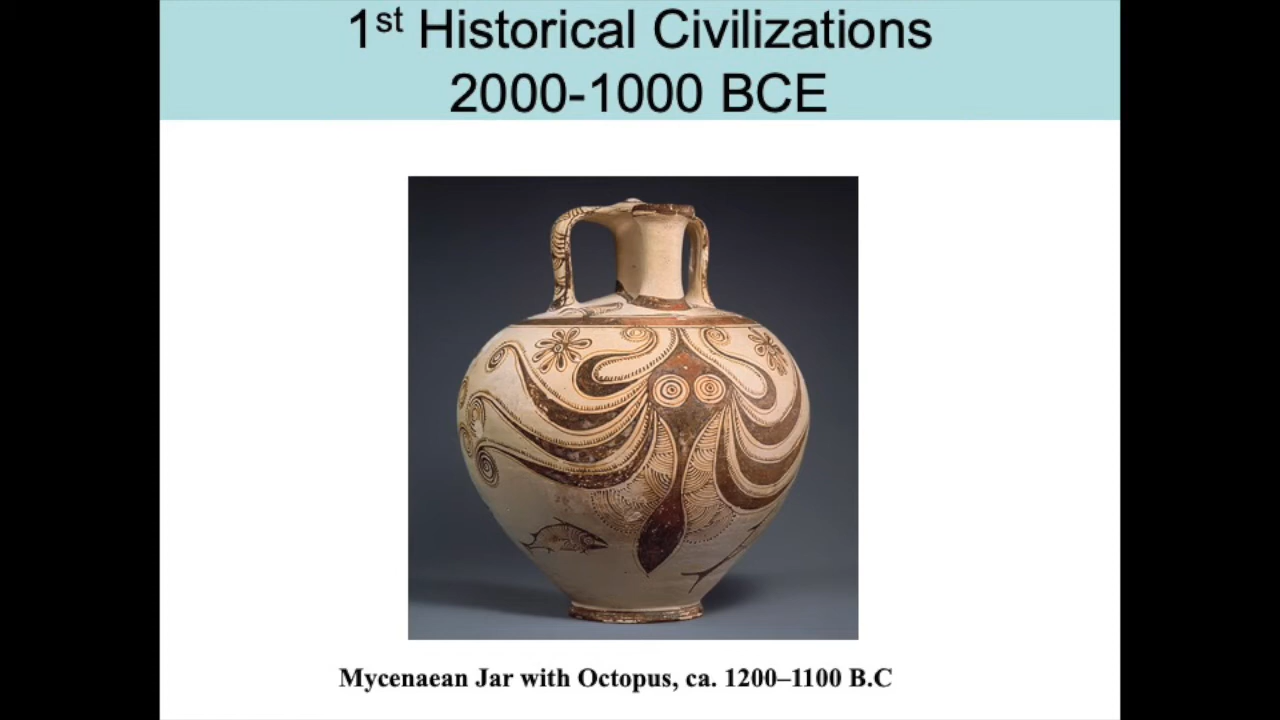 1st Historical Civilizations
2000-1000 BCE
Mycenaean Jar with Octopus, ca. 1200–1100 B.C